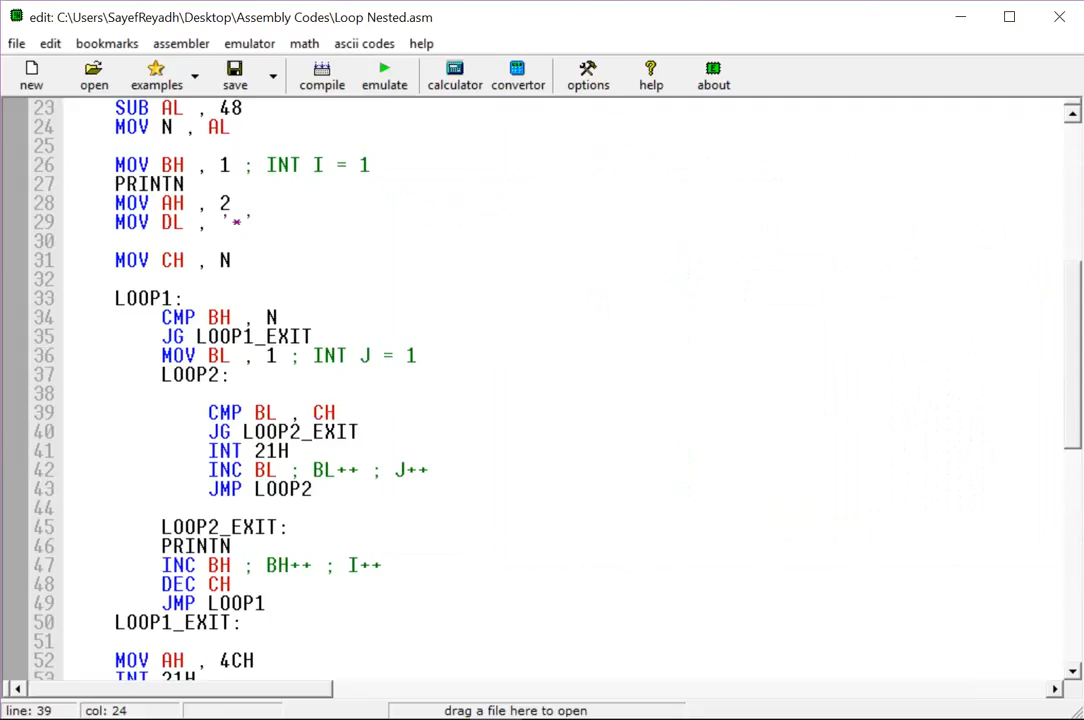 edit: C:\Users\SayefReyadh\Desktop\Assembly Codes\Loop Nested.asm
file edit bookmarks assembler emulator math ascii codes help
new open examples save compile emulate calculator convertor options help about
23 SUB AL , 48
24 MOV N , AL
25
26 MOV BH , 1 ; INT I = 1
27 PRINTN
28 MOV AH , 2
29 MOV DL , '*'
30
31 MOV CH , N
32
33 LOOP1:
34 CMP BH , N
35 JG LOOP1_EXIT
36 MOV BL , 1 ; INT J = 1
37 LOOP2:
38
39 CMP BL , CH
40 JG LOOP2_EXIT
41 INT 21H
42 INC BL ; BL++ ; J++
43 JMP LOOP2
44
45 LOOP2_EXIT:
46 PRINTN
47 INC BH ; BH++ ; I++
48 DEC CH
49 JMP LOOP1
50 LOOP1_EXIT:
51
52 MOV AH , 4CH
53 INT 21H
line: 39 col: 24 drag a file here to open